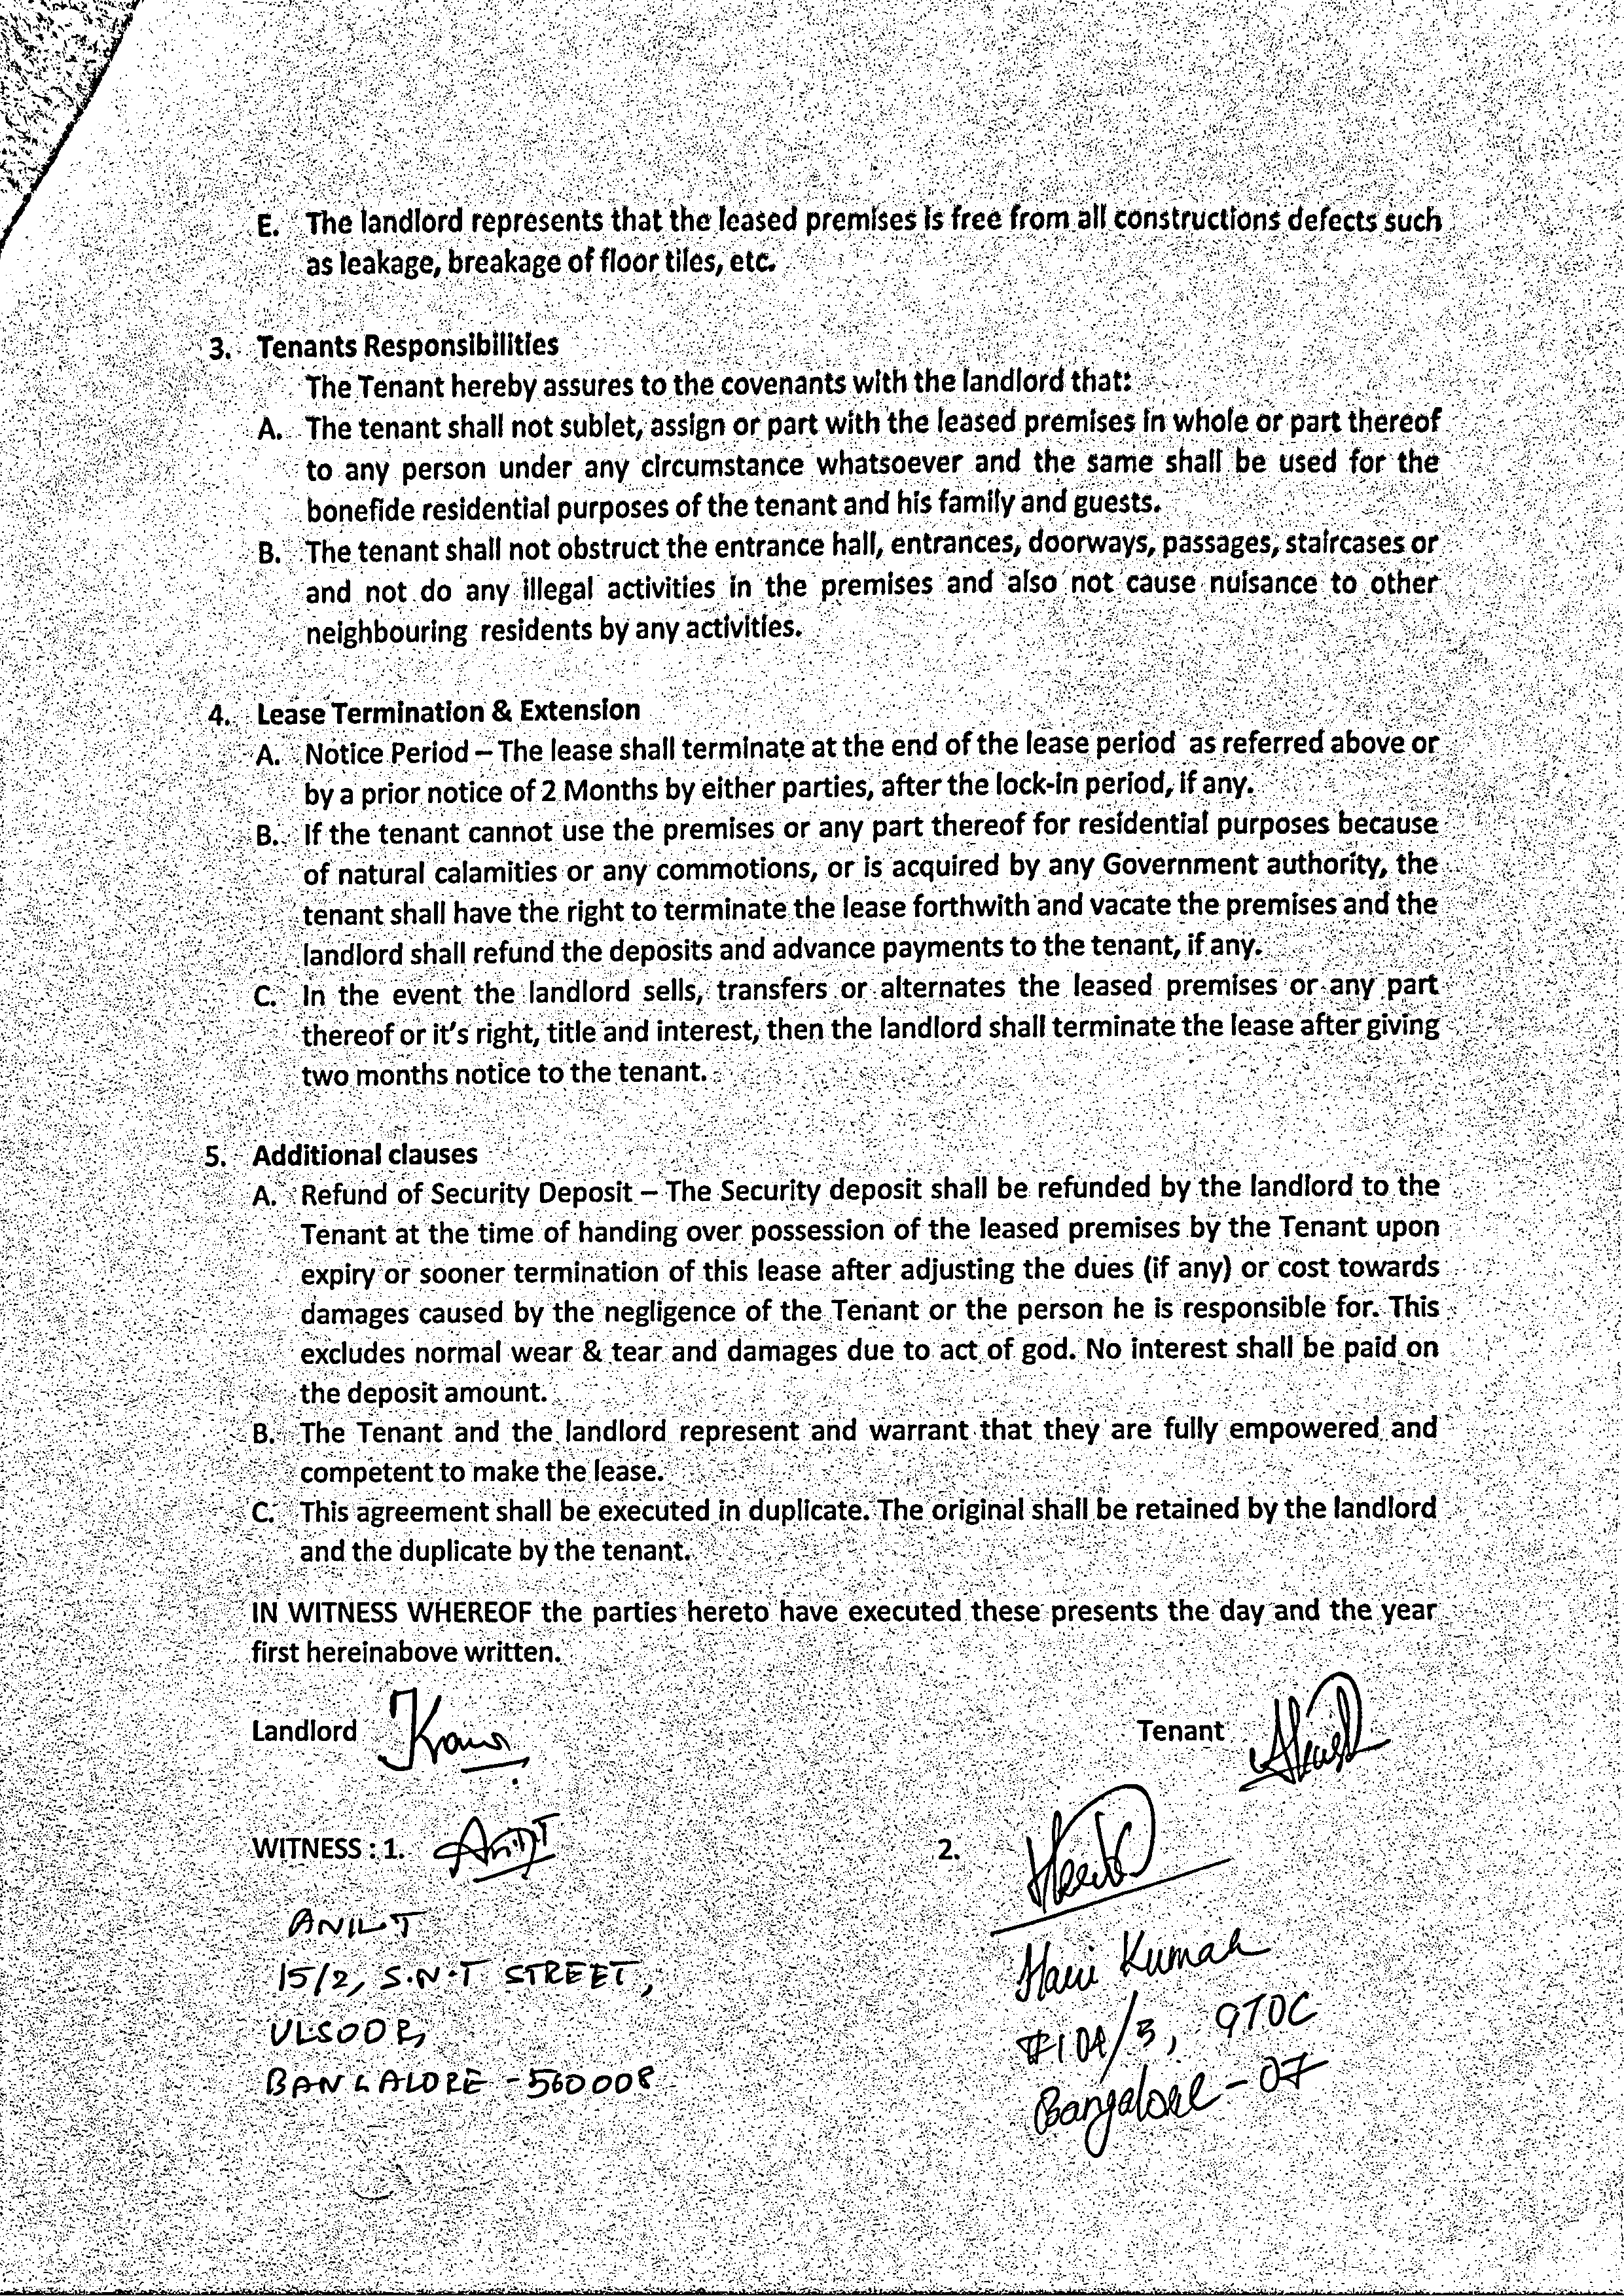 E. The landlord represents that the leased premises is free from all constructions defects such
as leakage, breakage of floor tiles, etc.
3. Tenants Responsibilities
The Tenant hereby assures to the covenants with the landlord that:
A. The tenant shall not sublet, assign or part with the leased premises in whole or part thereof
to any person under any circumstance whatsoever and the same shall be used for the
bonefide residential purposes of the tenant and his family and guests.
B. The tenant shall not obstruct the entrance hall, entrances, doorways, passages, staircases or
and not do any illegal activities in the premises and also not cause nuisance to other
neighbouring residents by any activities.
4. Lease Termination & Extension
A. Notice Period – The lease shall terminate at the end of the lease period as referred above or
by a prior notice of 2 Months by either parties, after the lock-in period, if any.
B. If the tenant cannot use the premises or any part thereof for residential purposes because
of natural calamities or any commotions, or is acquired by any Government authority, the
tenant shall have the right to terminate the lease forthwith and vacate the premises and the
landlord shall refund the deposits and advance payments to the tenant, if any.
C. In the event the landlord sells, transfers or alternates the leased premises or any part
thereof or it's right, title and interest, then the landlord shall terminate the lease after giving
two months notice to the tenant.
5. Additional clauses
A. Refund of Security Deposit – The Security deposit shall be refunded by the landlord to the
Tenant at the time of handing over possession of the leased premises by the Tenant upon
expiry or sooner termination of this lease after adjusting the dues (if any) or cost towards
damages caused by the negligence of the Tenant or the person he is responsible for. This
excludes normal wear & tear and damages due to act of god. No interest shall be paid on
the deposit amount.
B. The Tenant and the landlord represent and warrant that they are fully empowered and
competent to make the lease.
C. This agreement shall be executed in duplicate. The original shall be retained by the landlord
and the duplicate by the tenant.
IN WITNESS WHEREOF the parties hereto have executed these presents the day and the year
first hereinabove written.
Landlord Tenant
WITNESS : 1. 2.
ANIL T
15/2, S.N.T STREET,
ULSOOR,
BANGALORE - 560008
Kumar
Bangalore - 07